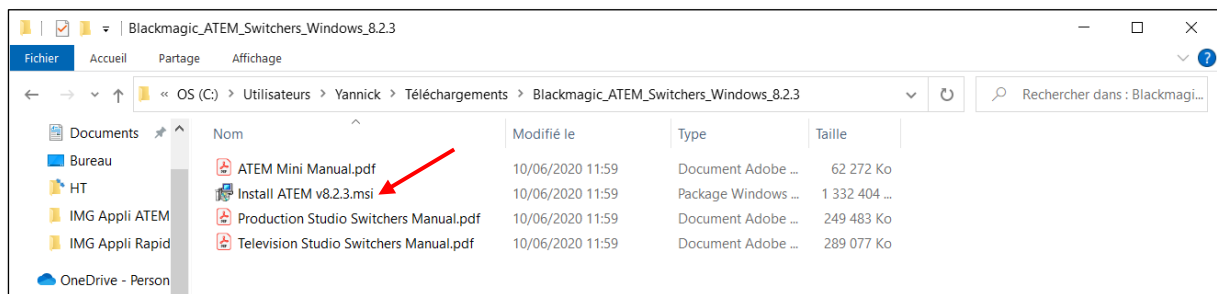 Blackmagic_ATEM_Switchers_Windows_8.2.3
Fichier Accueil Partage Affichage
« OS (C:) > Utilisateurs > Yannick > Téléchargements > Blackmagic_ATEM_Switchers_Windows_8.2.3 Rechercher dans : Blackmagi...
Documents Nom Modifié le Type Taille
Bureau ATEM Mini Manual.pdf 10/06/2020 11:59 Document Adobe ... 62 272 Ko
HT Install ATEM v8.2.3.msi 10/06/2020 11:59 Package Windows ... 1 332 404 ...
IMG Appli ATEM Production Studio Switchers Manual.pdf 10/06/2020 11:59 Document Adobe ... 249 483 Ko
IMG Appli Rapid Television Studio Switchers Manual.pdf 10/06/2020 11:59 Document Adobe ... 289 077 Ko
OneDrive - Person